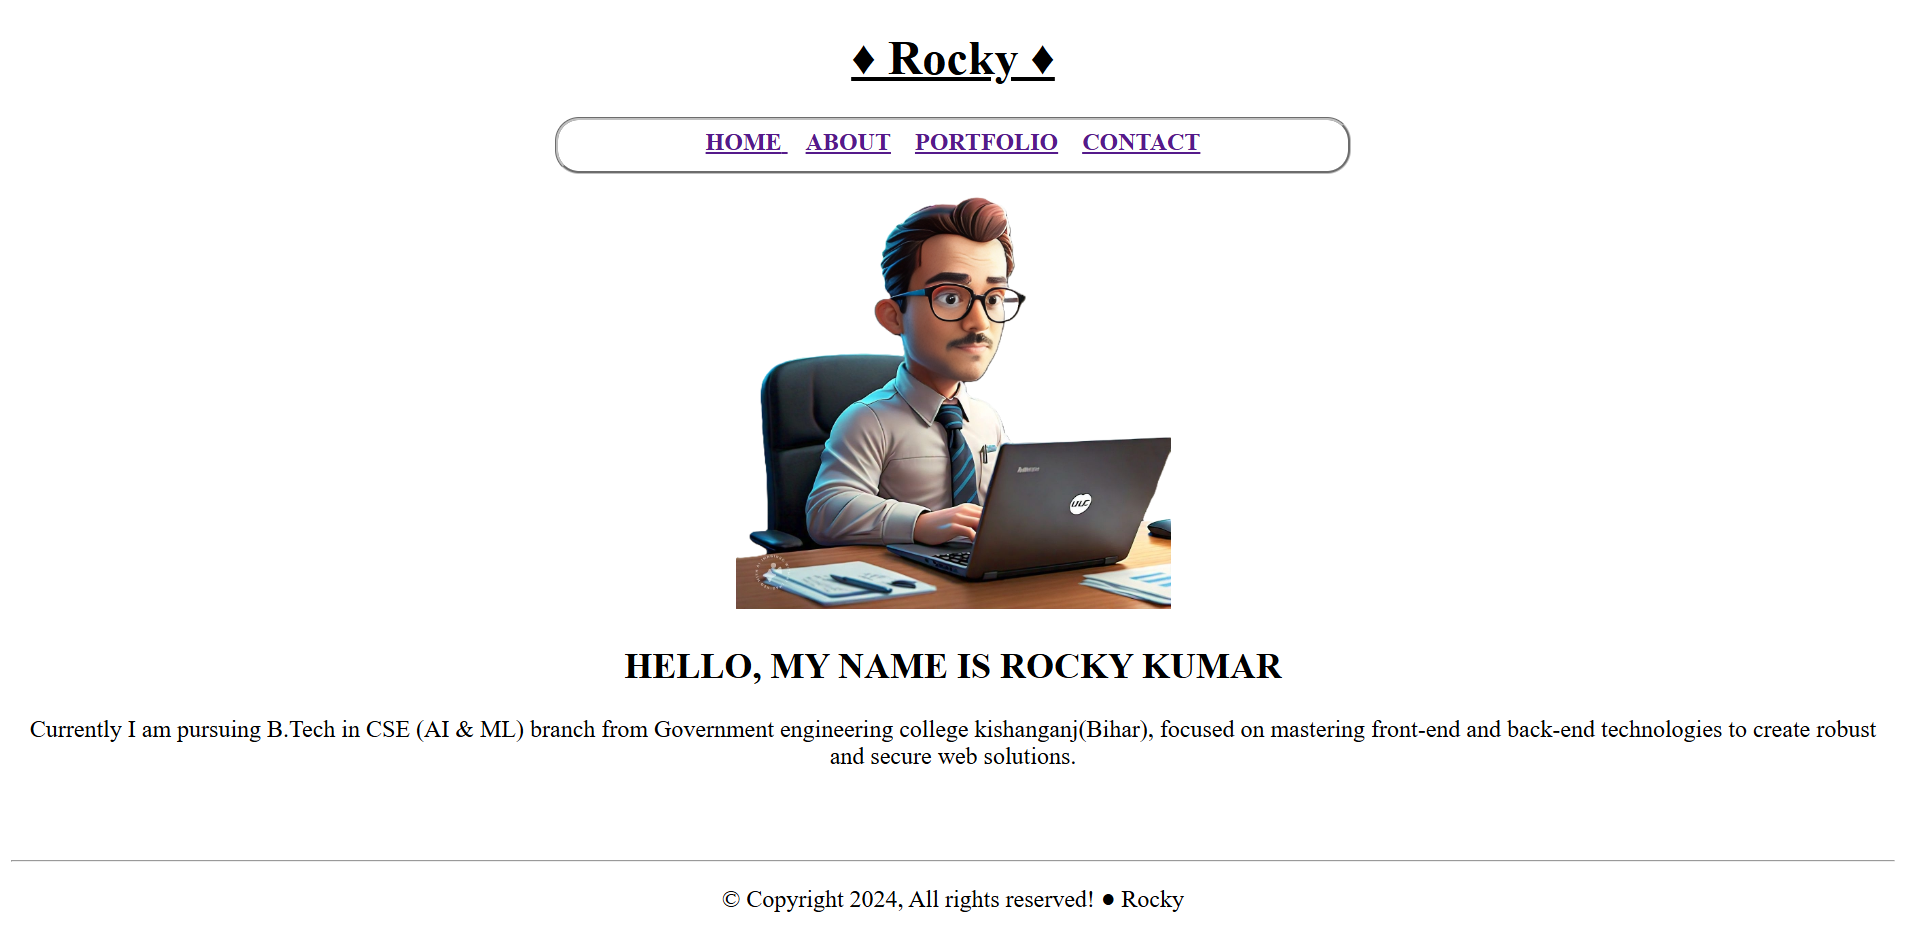 ♦ Rocky ♦
HOME ABOUT PORTFOLIO CONTACT
HELLO, MY NAME IS ROCKY KUMAR
Currently I am pursuing B.Tech in CSE (AI & ML) branch from Government engineering college kishanganj(Bihar), focused on mastering front-end and back-end technologies to create robust
and secure web solutions.
© Copyright 2024, All rights reserved! ● Rocky